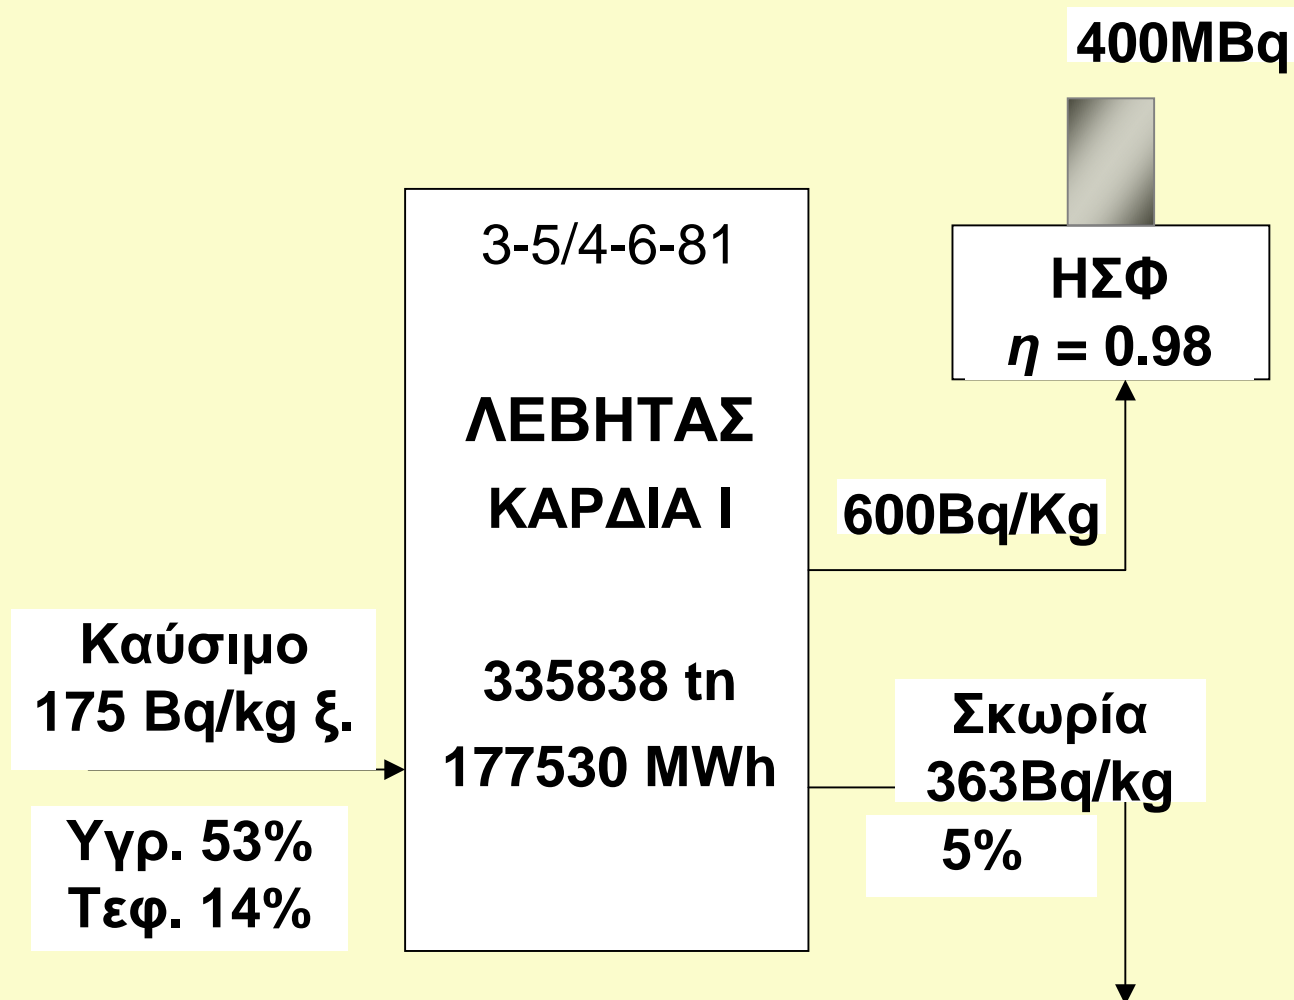 400MBq
3-5/4-6-81
ΗΣΦ
η = 0.98
ΛΕΒΗΤΑΣ
ΚΑΡΔΙΑ Ι
600Bq/Kg
Καύσιμο
175 Bq/kg ξ.
335838 tn
177530 MWh
Σκωρία
363Bq/kg
Υγρ. 53%
Τεφ. 14%
5%